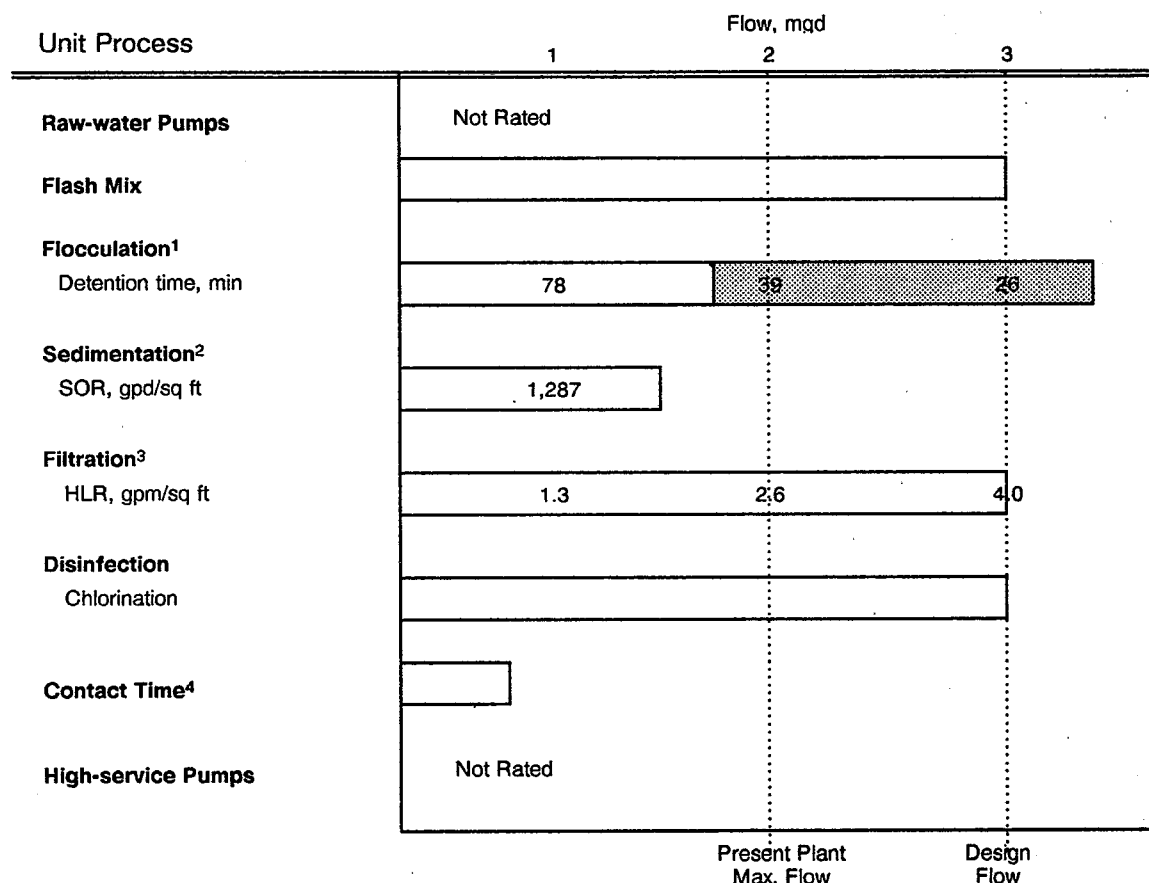 Flow, mgd
Unit Process
1 2 3
Raw-water Pumps Not Rated
Flash Mix
Flocculation¹
Detention time, min 78 39 26
Sedimentation²
SOR, gpd/sq ft 1,287
Filtration³
HLR, gpm/sq ft 1.3 2.6 4.0
Disinfection
Chlorination
Contact Time⁴
High-service Pumps Not Rated
Present Plant Design
Max. Flow Flow